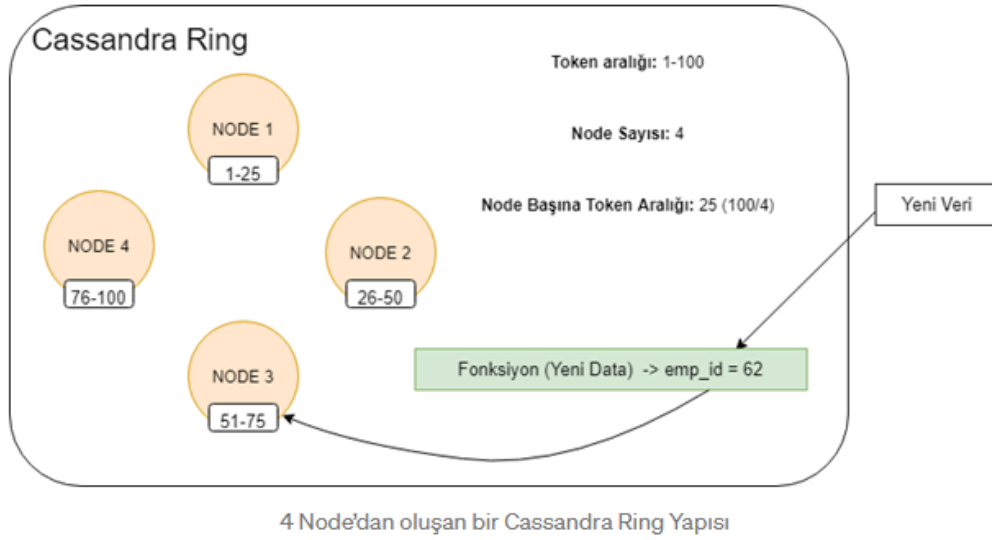 Cassandra Ring
Token aralığı: 1-100
NODE 1
1-25
Node Sayısı: 4
Node Başına Token Aralığı: 25 (100/4)
Yeni Veri
NODE 4
76-100
NODE 2
26-50
NODE 3
51-75
Fonksiyon (Yeni Data) -> emp_id = 62
4 Node’dan oluşan bir Cassandra Ring Yapısı